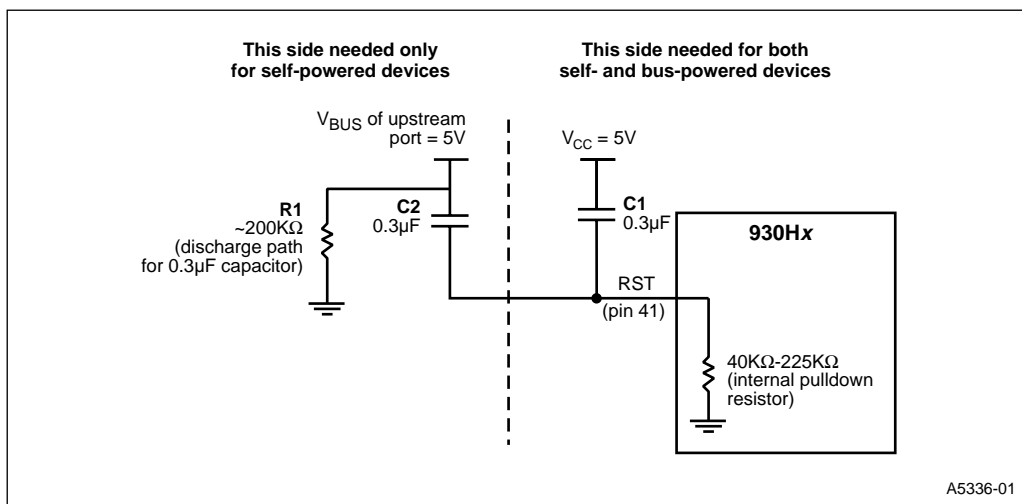 This side needed only
for self-powered devices
This side needed for both
self- and bus-powered devices
VBUS of upstream
port = 5V
VCC = 5V
R1
~200KΩ
(discharge path
for 0.3µF capacitor)
C2
0.3µF
C1
0.3µF
930Hx
RST
(pin 41)
40KΩ-225KΩ
(internal pulldown
resistor)
A5336-01